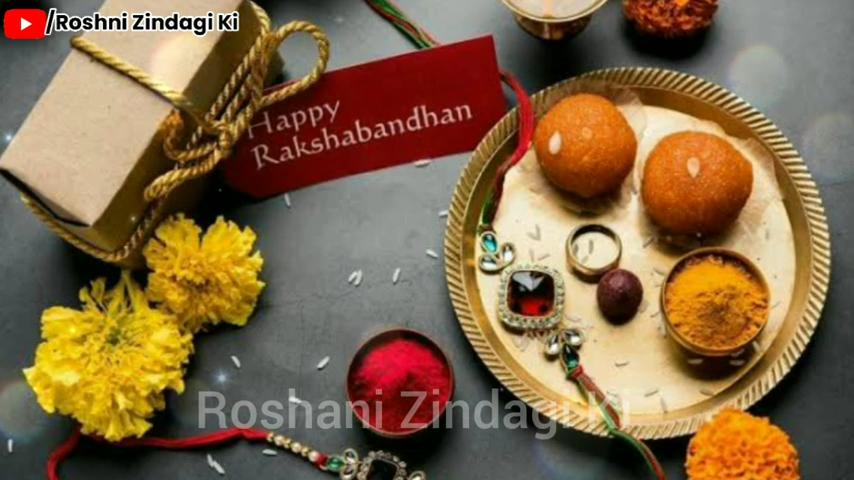 /Roshni Zindagi Ki
Happy
Rakshabandhan
Roshani Zindagi Ki